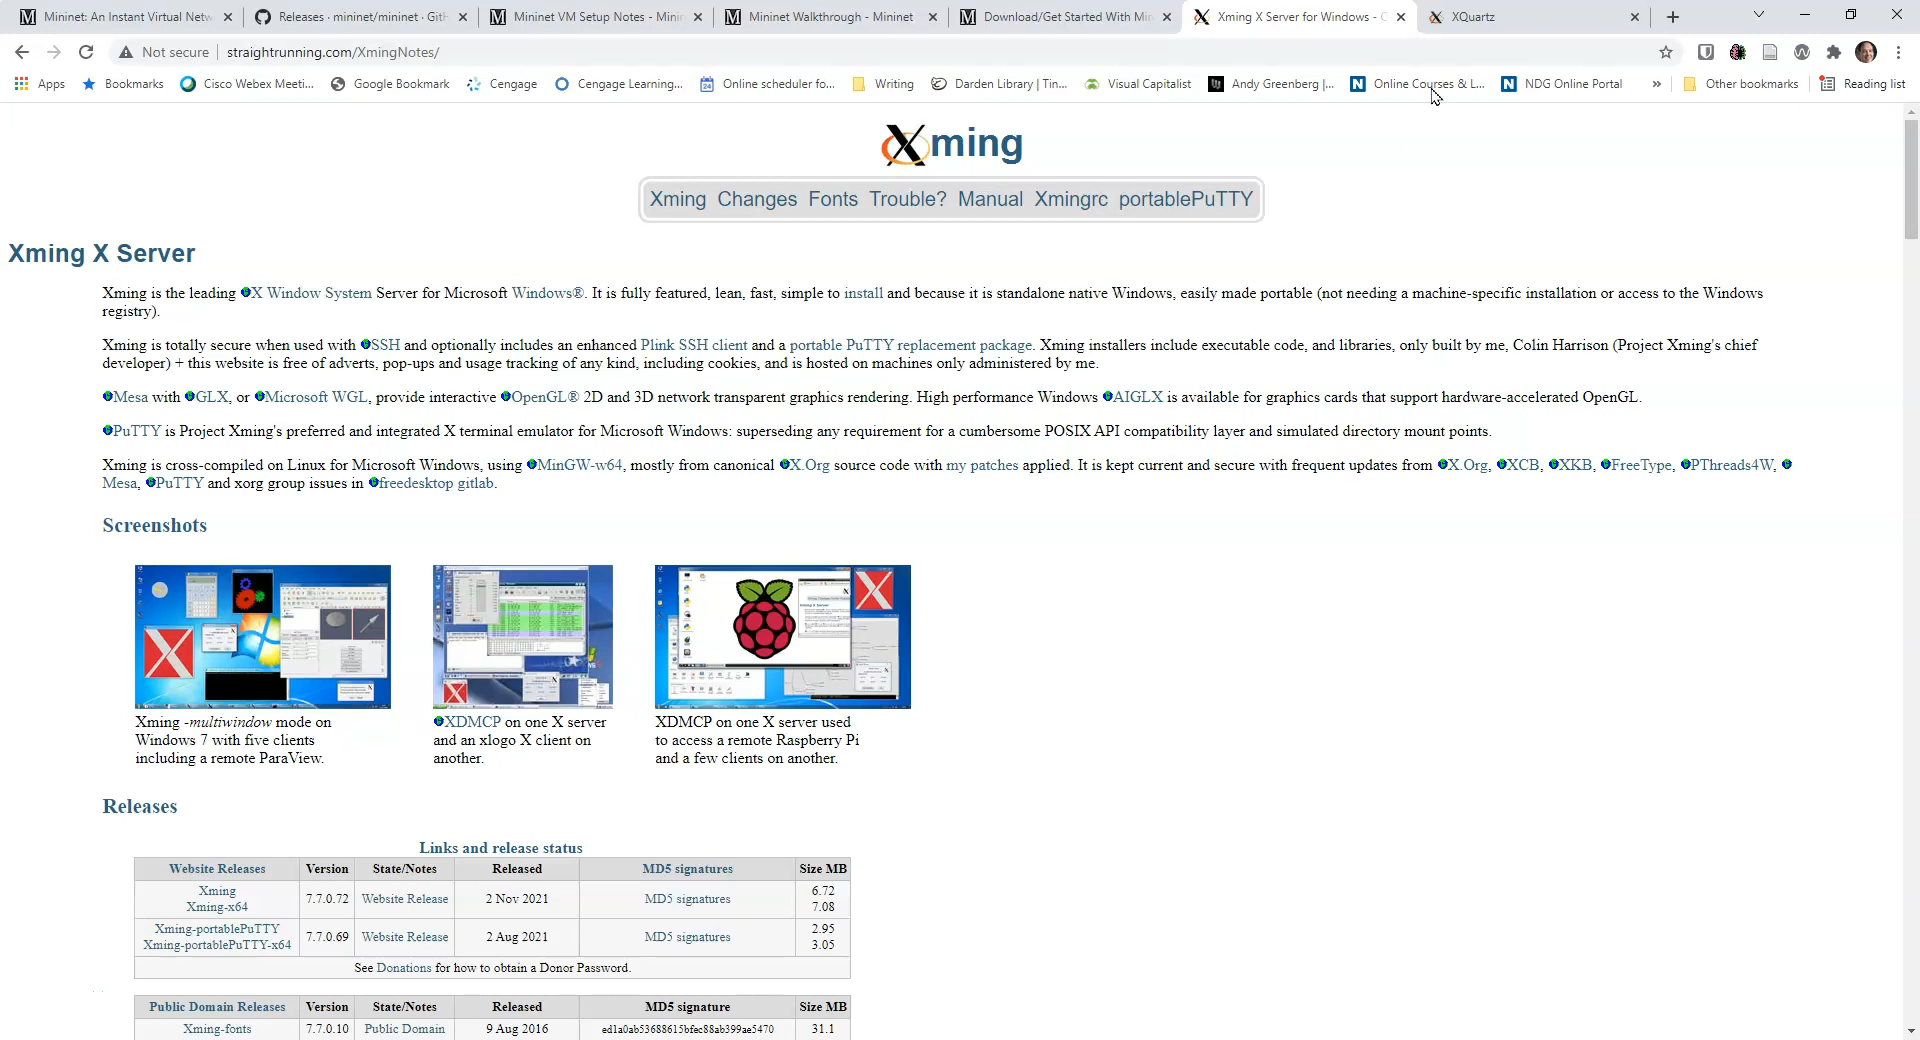 Mininet: An Instant Virtual Netw
Releases · mininet/mininet · GitH
Mininet VM Setup Notes - Minin
Mininet Walkthrough - Mininet
Download/Get Started With Min
Xming X Server for Windows - C
XQuartz
Not secure
straightrunning.com/XmingNotes/
Apps
Bookmarks
Cisco Webex Meeti...
Google Bookmark
Cengage
Cengage Learning,...
Online scheduler fo...
Writing
Darden Library | Tin...
Visual Capitalist
Andy Greenberg |...
Online Courses & L...
NDG Online Portal
»
Other bookmarks
Reading list
Xming
Xming Changes Fonts Trouble? Manual Xmingrc portablePuTTY
Xming X Server
Xming is the leading X Window System Server for Microsoft Windows®. It is fully featured, lean, fast, simple to install and because it is standalone native Windows, easily made portable (not needing a machine-specific installation or access to the Windows
registry).
Xming is totally secure when used with SSH and optionally includes an enhanced Plink SSH client and a portable PuTTY replacement package. Xming installers include executable code, and libraries, only built by me, Colin Harrison (Project Xming's chief
developer) + this website is free of adverts, pop-ups and usage tracking of any kind, including cookies, and is hosted on machines only administered by me.
Mesa with GLX, or Microsoft WGL, provide interactive OpenGL® 2D and 3D network transparent graphics rendering. High performance Windows AIGLX is available for graphics cards that support hardware-accelerated OpenGL.
PuTTY is Project Xming's preferred and integrated X terminal emulator for Microsoft Windows: superseding any requirement for a cumbersome POSIX API compatibility layer and simulated directory mount points.
Xming is cross-compiled on Linux for Microsoft Windows, using MinGW-w64, mostly from canonical X.Org source code with my patches applied. It is kept current and secure with frequent updates from X.Org, XCB, XKB, FreeType, PThreads4W,
Mesa, PuTTY and xorg group issues in freedesktop gitlab.
Screenshots
Xming -multiwindow mode on
Windows 7 with five clients
including a remote ParaView.
XDMCP on one X server
and an xlogo X client on
another.
XDMCP on one X server used
to access a remote Raspberry Pi
and a few clients on another.
Releases
Links and release status
Website Releases Version State/Notes Released MD5 signatures Size MB
Xming
Xming-x64
7.7.0.72 Website Release 2 Nov 2021 MD5 signatures
6.72
7.08
Xming-portablePuTTY
Xming-portablePuTTY-x64
7.7.0.69 Website Release 2 Aug 2021 MD5 signatures
2.95
3.05
See Donations for how to obtain a Donor Password.
Public Domain Releases Version State/Notes Released MD5 signature Size MB
Xming-fonts 7.7.0.10 Public Domain 9 Aug 2016 ed1a0ab53688615bfec88ab399ae5470 31.1